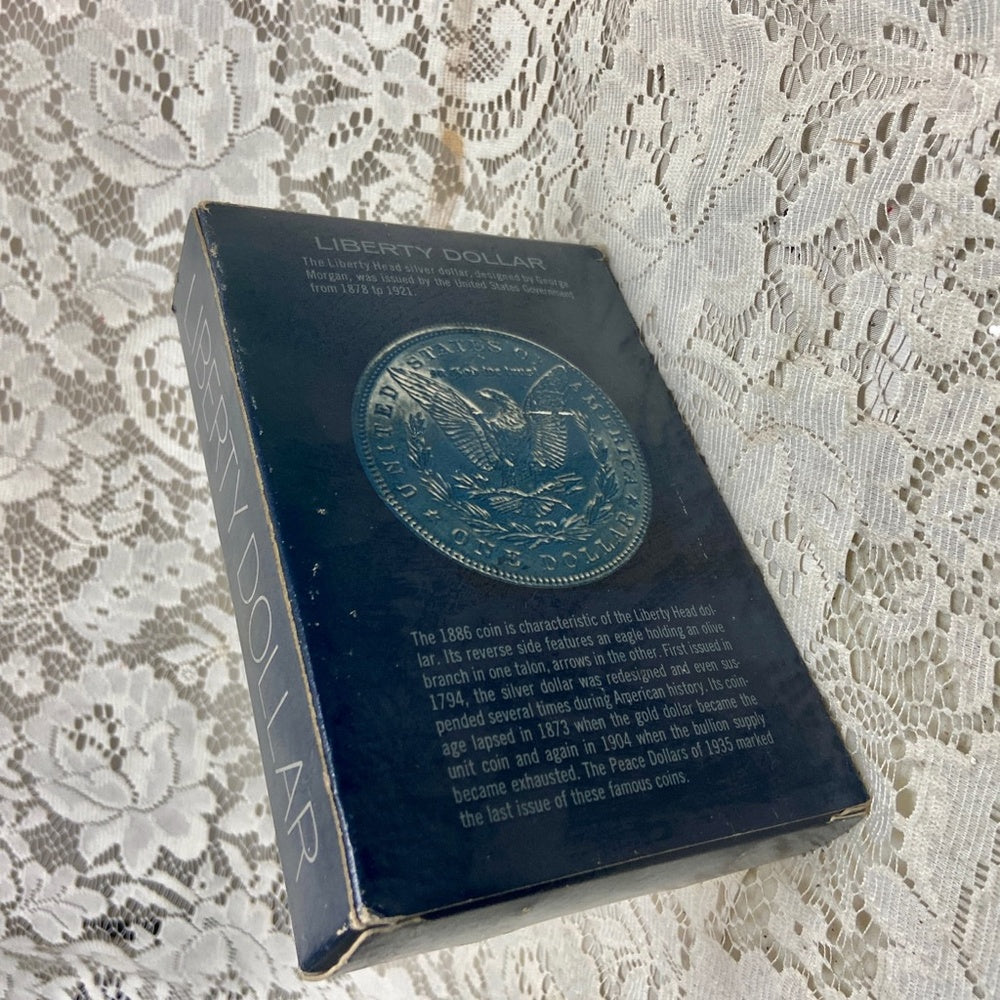 LIBERTY DOLLAR
The Liberty Head silver dollar, designed by George
Morgan, was issued by the United States Government
from 1878 to 1921.
UNITED STATES OF AMERICA
In God we trust
ONE DOLLAR
The 1886 coin is characteristic of the Liberty Head dol-
lar. Its reverse side features an eagle holding an olive
branch in one talon, arrows in the other. First issued in
1794, the silver dollar was redesigned and even sus-
pended several times during American history. Its coin-
age lapsed in 1873 when the gold dollar became the
unit coin and again in 1904 when the bullion supply
became exhausted. The Peace Dollars of 1935 marked
the last issue of these famous coins.
LIBERTY DOLLAR